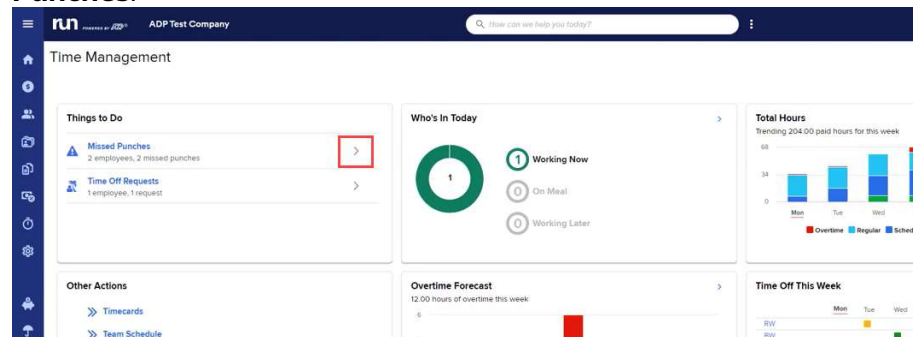 Punches.
run POWERED BY ADP
ADP Test Company
How can we help you today?
Time Management
Things to Do
Missed Punches
2 employees, 2 missed punches
Time Off Requests
1 employee, 1 request
Who's In Today
1
1 Working Now
0 On Meal
0 Working Later
Total Hours
Trending 204.00 paid hours for this week
68
34
0
Mon Tue Wed
Overtime Regular Sched
Other Actions
Timecards
Team Schedule
Overtime Forecast
12.00 hours of overtime this week
6
Time Off This Week
Mon Tue Wed
RW
RW